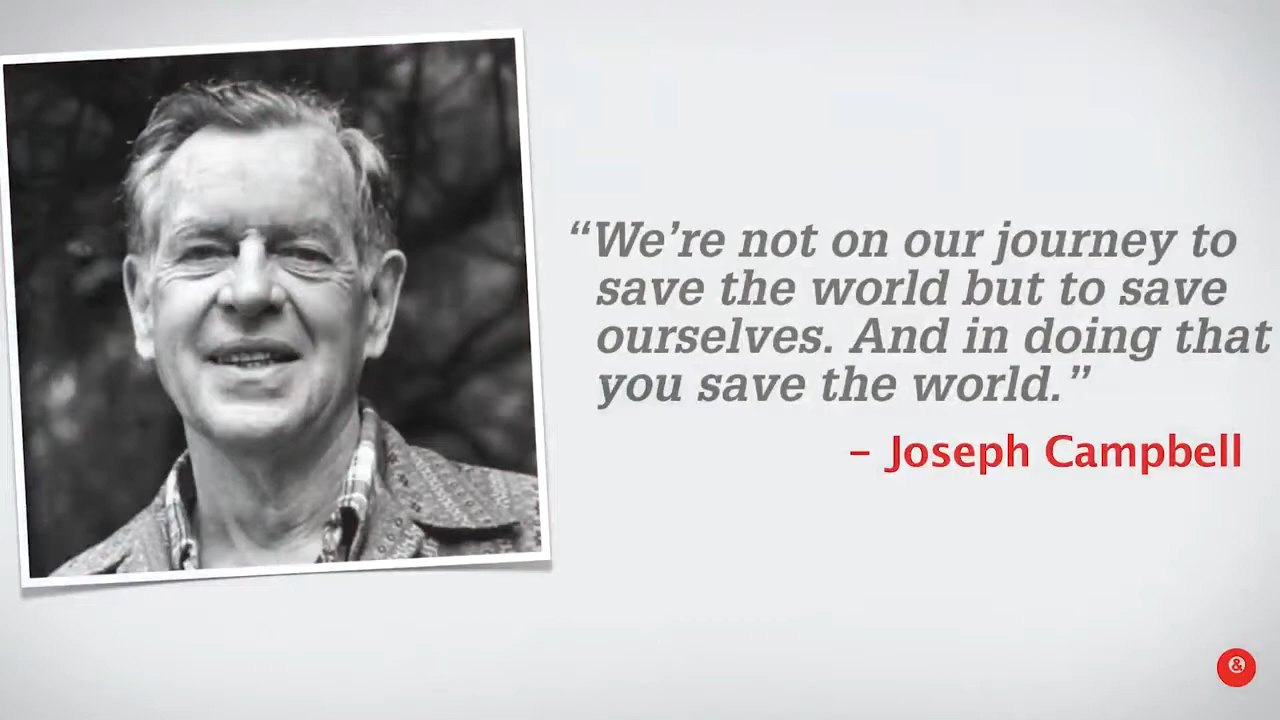 “We’re not on our journey to
save the world but to save
ourselves. And in doing that
you save the world.”
– Joseph Campbell
&